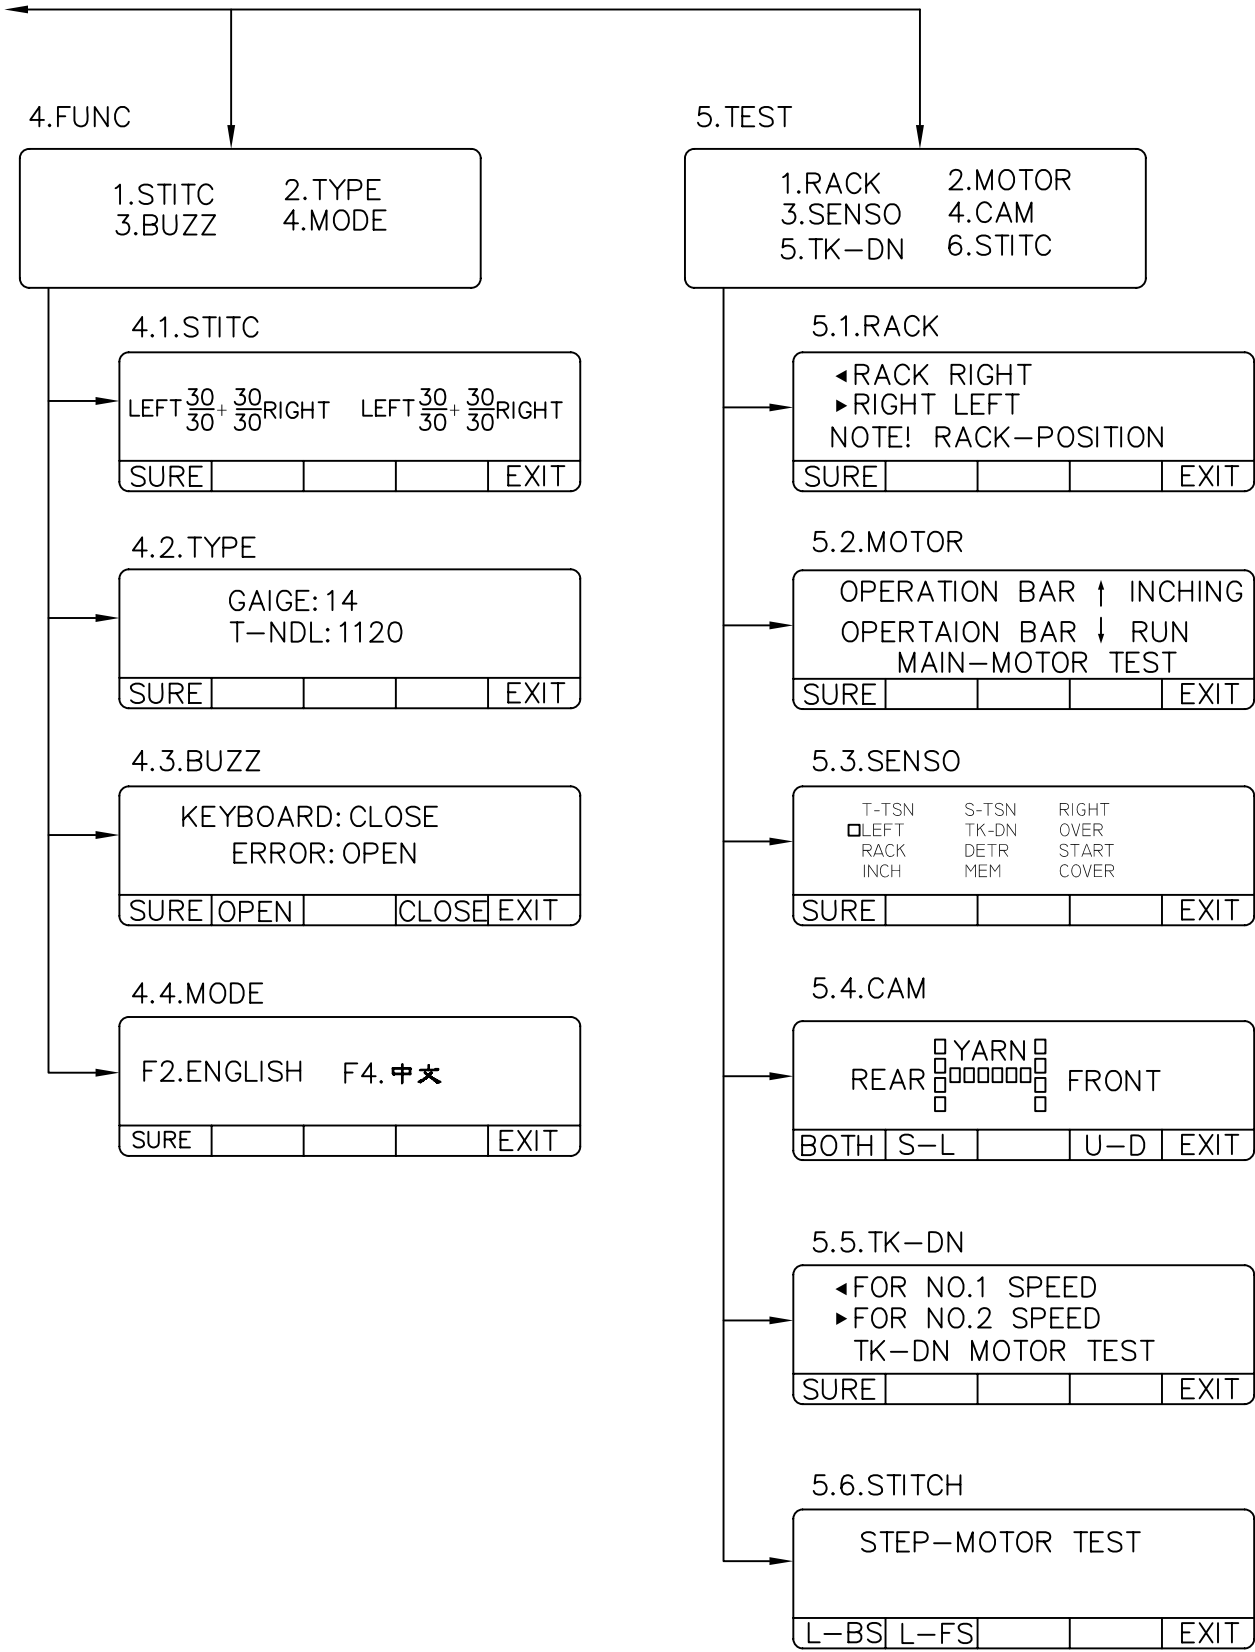 4.FUNC
1.STITC 2.TYPE
3.BUZZ 4.MODE
4.1.STITC
LEFT 30/30 + 30/30 RIGHT LEFT 30/30 + 30/30 RIGHT
SURE EXIT
4.2.TYPE
GAIGE:14
T-NDL:1120
SURE EXIT
4.3.BUZZ
KEYBOARD:CLOSE
ERROR:OPEN
SURE OPEN CLOSE EXIT
4.4.MODE
F2.ENGLISH F4.中文
SURE EXIT
5.TEST
1.RACK 2.MOTOR
3.SENSO 4.CAM
5.TK-DN 6.STITC
5.1.RACK
◄RACK RIGHT
►RIGHT LEFT
NOTE! RACK-POSITION
SURE EXIT
5.2.MOTOR
OPERATION BAR ↑ INCHING
OPERTAION BAR ↓ RUN
MAIN-MOTOR TEST
SURE EXIT
5.3.SENSO
T-TSN S-TSN RIGHT
□LEFT TK-DN OVER
RACK DETR START
INCH MEM COVER
SURE EXIT
5.4.CAM
YARN
REAR FRONT
BOTH S-L U-D EXIT
5.5.TK-DN
◄FOR NO.1 SPEED
►FOR NO.2 SPEED
TK-DN MOTOR TEST
SURE EXIT
5.6.STITCH
STEP-MOTOR TEST
L-BS L-FS EXIT